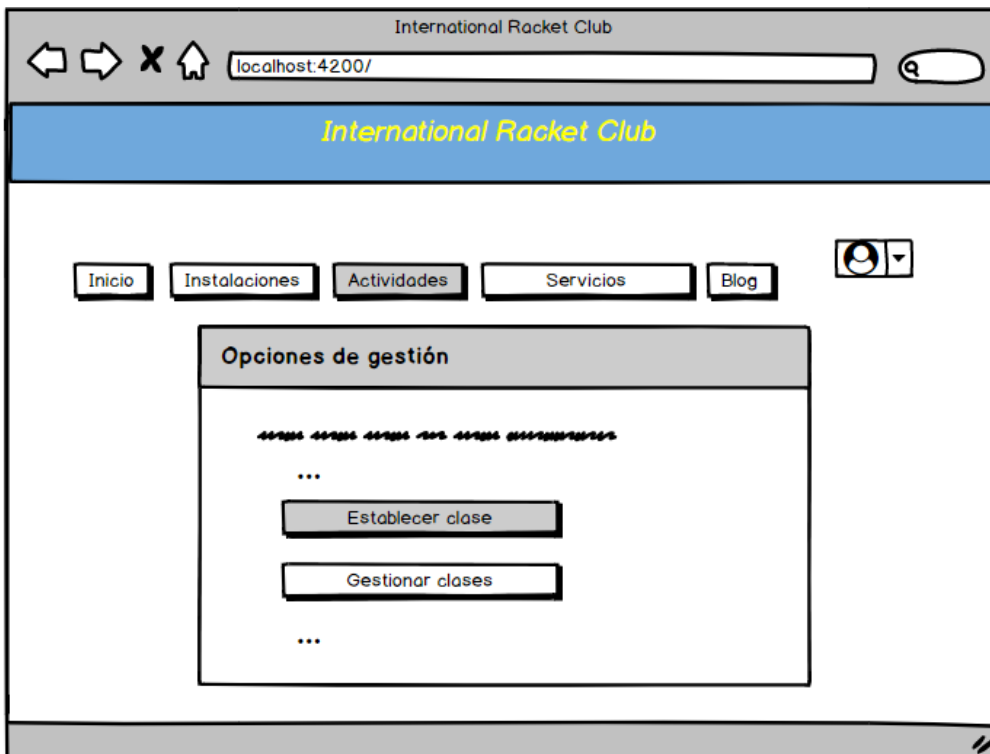 International Racket Club
localhost:4200/
International Racket Club
Inicio Instalaciones Actividades Servicios Blog
Opciones de gestión
...
Establecer clase
Gestionar clases
...